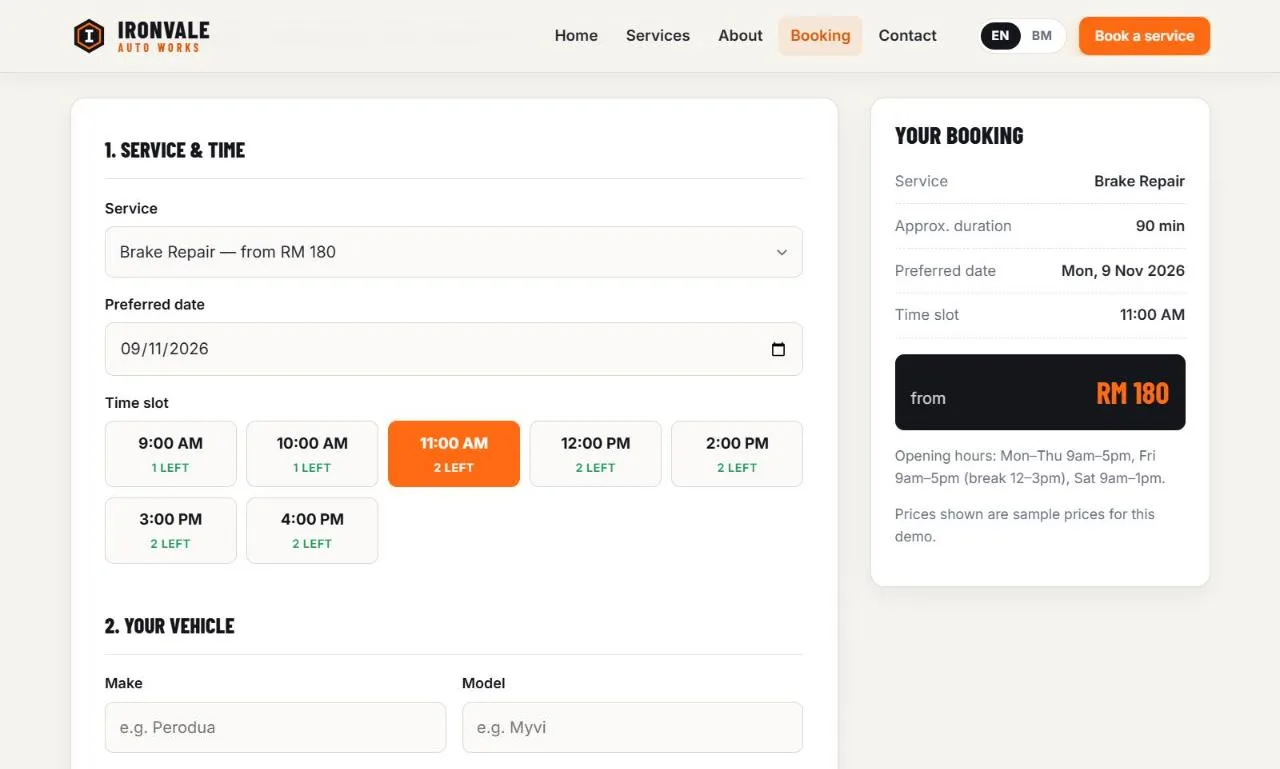 IRONVALE
AUTO WORKS
Home Services About Booking Contact EN BM Book a service
1. SERVICE & TIME
Service
Brake Repair — from RM 180
Preferred date
09/11/2026
Time slot
9:00 AM 10:00 AM 11:00 AM 12:00 PM 2:00 PM
1 LEFT 1 LEFT 2 LEFT 2 LEFT 2 LEFT
3:00 PM 4:00 PM
2 LEFT 2 LEFT
2. YOUR VEHICLE
Make Model
e.g. Perodua e.g. Myvi
YOUR BOOKING
Service Brake Repair
Approx. duration 90 min
Preferred date Mon, 9 Nov 2026
Time slot 11:00 AM
from RM 180
Opening hours: Mon–Thu 9am–5pm, Fri
9am–5pm (break 12–3pm), Sat 9am–1pm.
Prices shown are sample prices for this
demo.